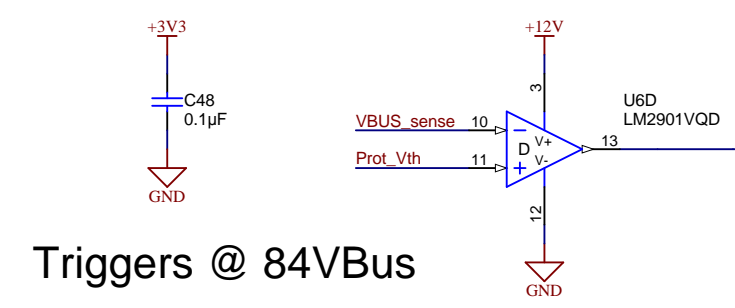 +3V3
+12V
C48
0.1µF
3
U6D
LM2901VQD
VBUS_sense 10
−
V+
13
D
Prot_Vth 11
+
V-
12
GND
Triggers @ 84VBus
GND